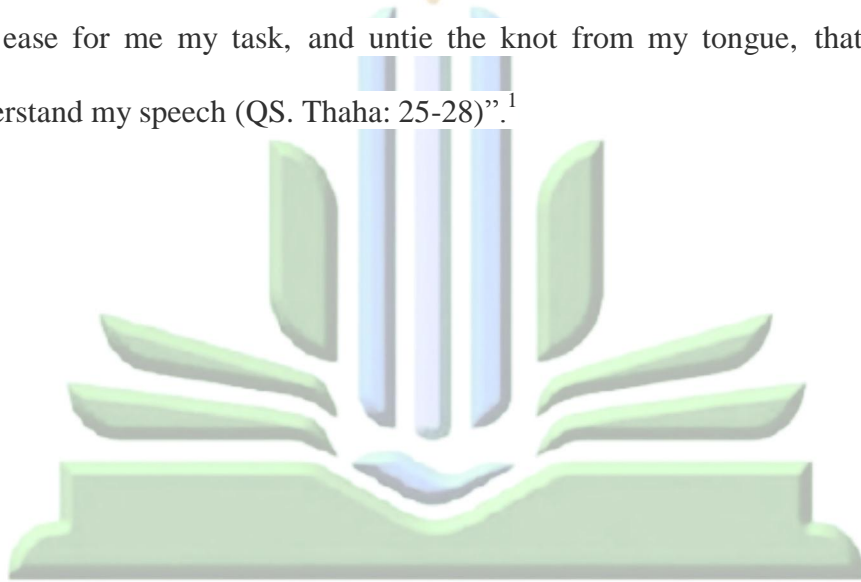 ease for me my task, and untie the knot from my tongue, that
erstand my speech (QS. Thaha: 25-28)”.1